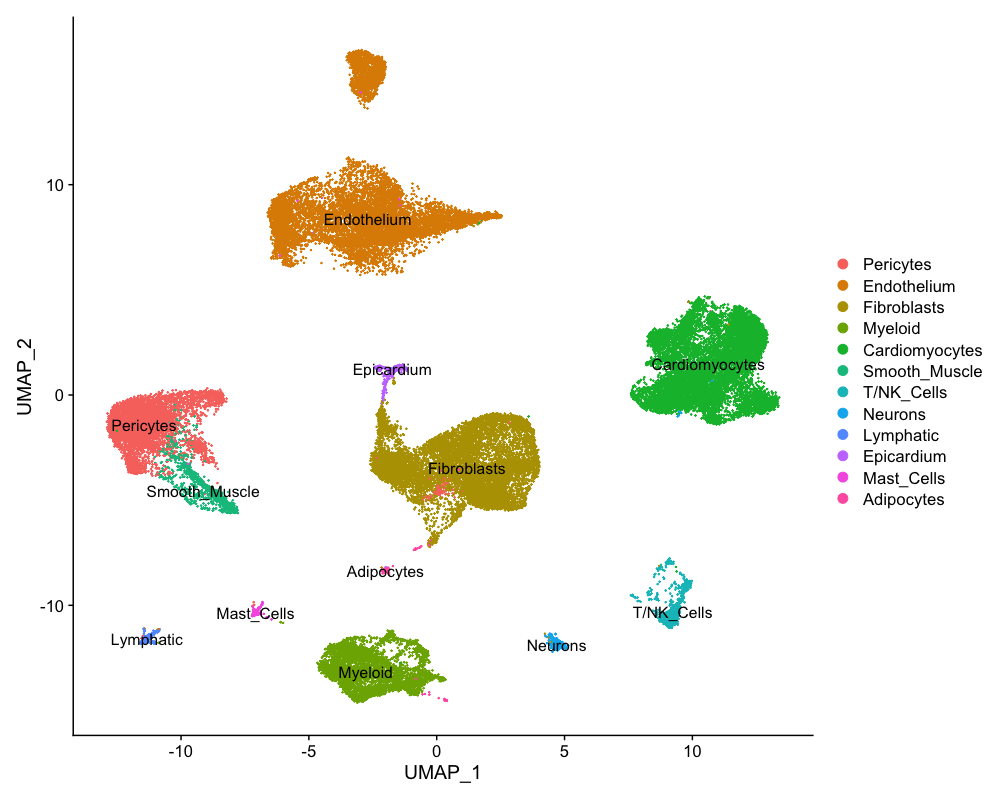 10
0
-10
UMAP_2
-10
-5
0
5
10
UMAP_1
Endothelium
Epicardium
Cardiomyocytes
Pericytes
Fibroblasts
Smooth_Muscle
Adipocytes
Mast_Cells
T/NK_Cells
Lymphatic
Neurons
Myeloid
Pericytes
Endothelium
Fibroblasts
Myeloid
Cardiomyocytes
Smooth_Muscle
T/NK_Cells
Neurons
Lymphatic
Epicardium
Mast_Cells
Adipocytes